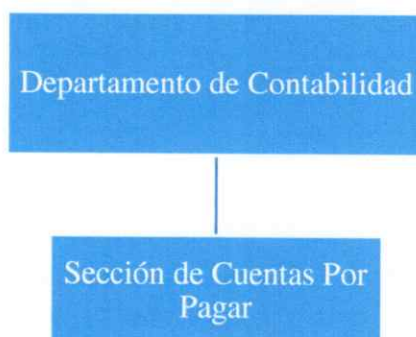 Departamento de Contabilidad
Sección de Cuentas Por
Pagar